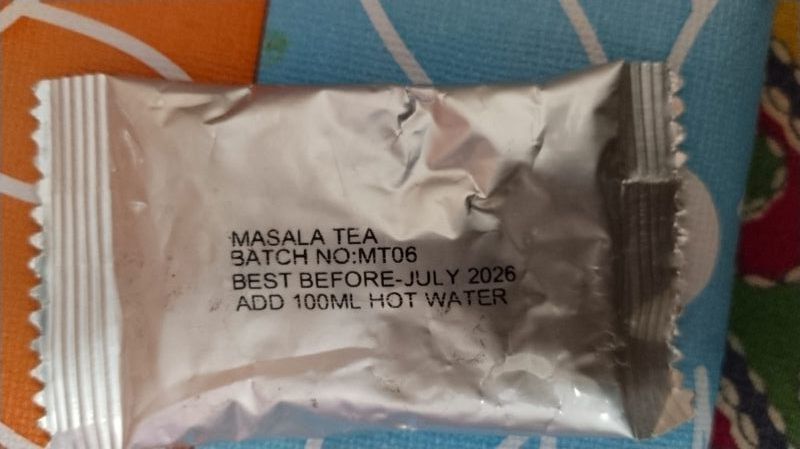 MASALA TEA
BATCH NO:MT06
BEST BEFORE-JULY 2026
ADD 100ML HOT WATER